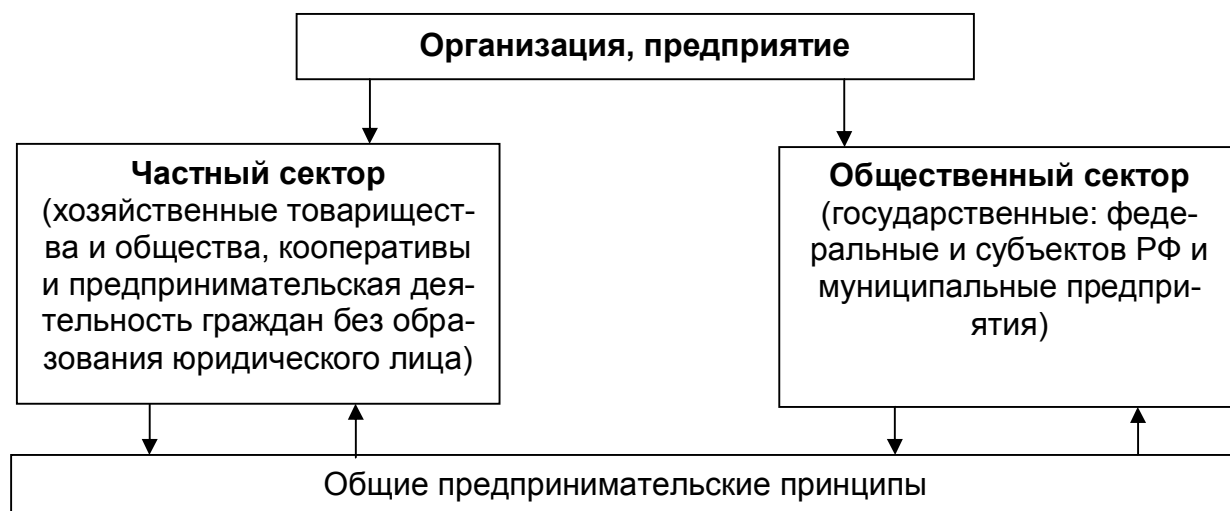 Организация, предприятие
Частный сектор
(хозяйственные товарищест-
ва и общества, кооперативы
и предпринимательская дея-
тельность граждан без обра-
зования юридического лица)
Общественный сектор
(государственные: феде-
ральные и субъектов РФ и
муниципальные предпри-
ятия)
Общие предпринимательские принципы